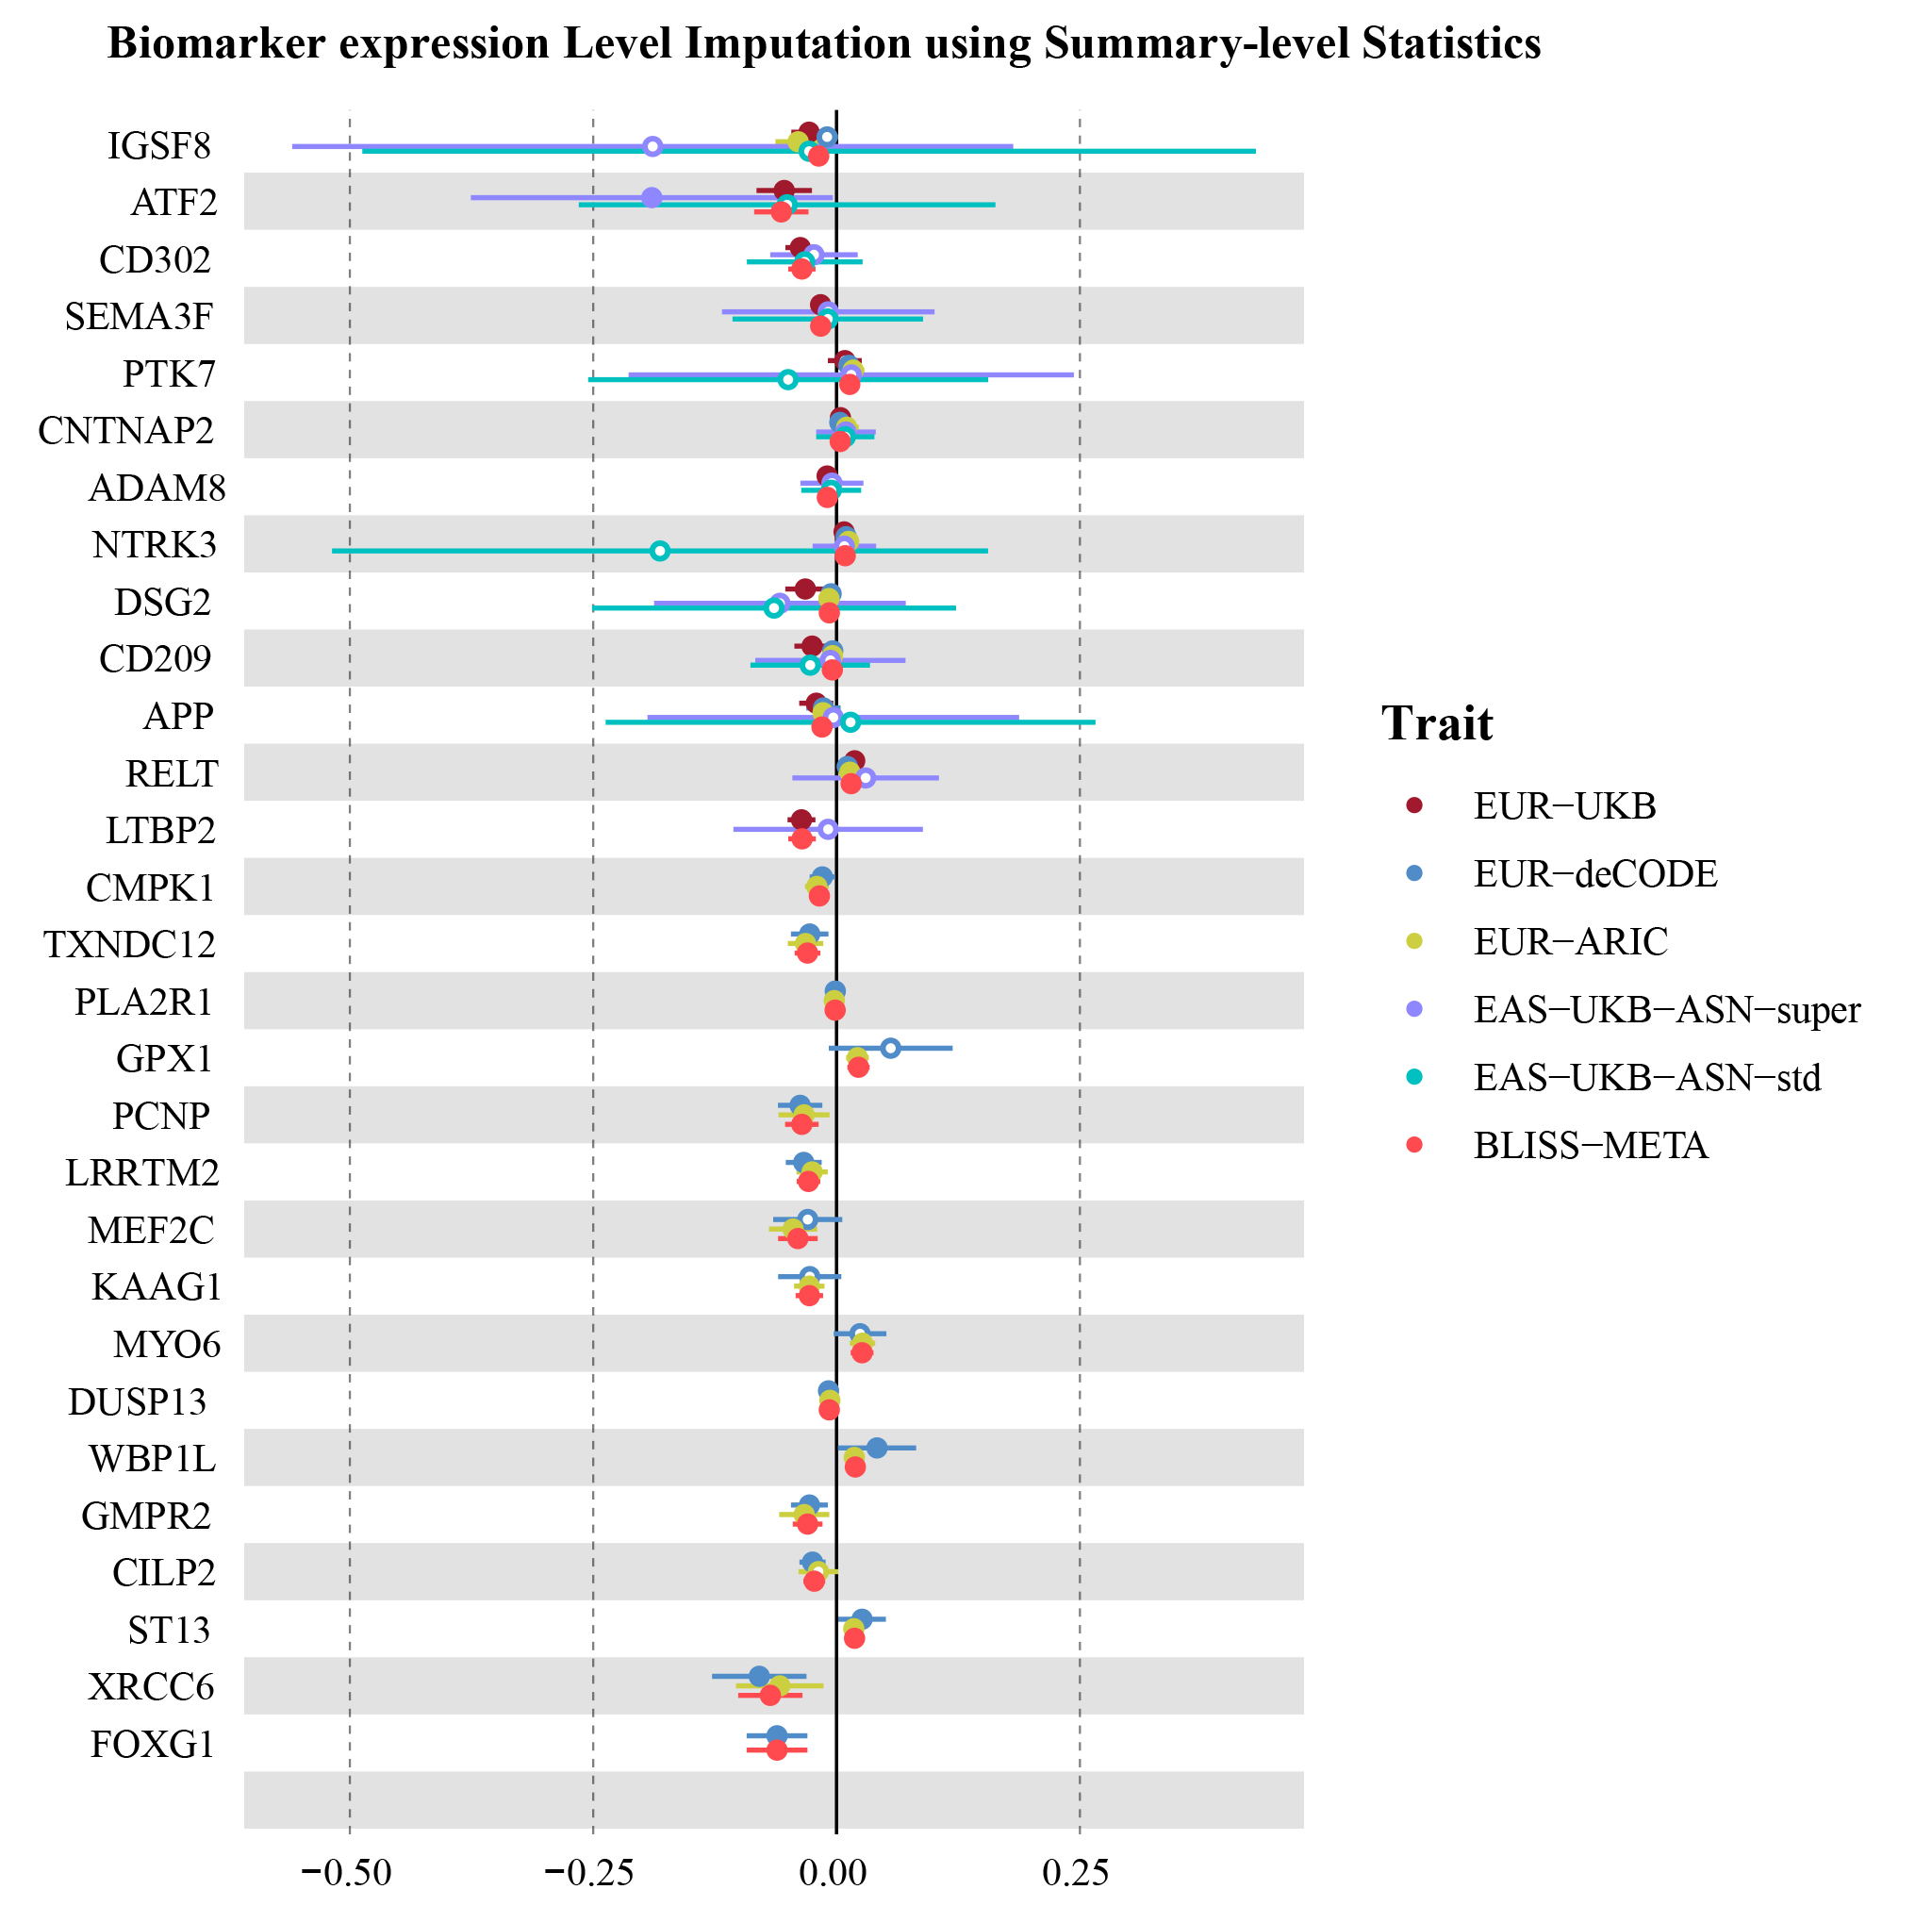 Biomarker expression Level Imputation using Summary-level Statistics
IGSF8
ATF2
CD302
SEMA3F
PTK7
CNTNAP2
ADAM8
NTRK3
DSG2
CD209
APP
RELT
LTBP2
CMPK1
TXNDC12
PLA2R1
GPX1
PCNP
LRRTM2
MEF2C
KAAG1
MYO6
DUSP13
WBP1L
GMPR2
CILP2
ST13
XRCC6
FOXG1
−0.50 −0.25 0.00 0.25
Trait
EUR−UKB
EUR−deCODE
EUR−ARIC
EAS−UKB−ASN−super
EAS−UKB−ASN−std
BLISS−META